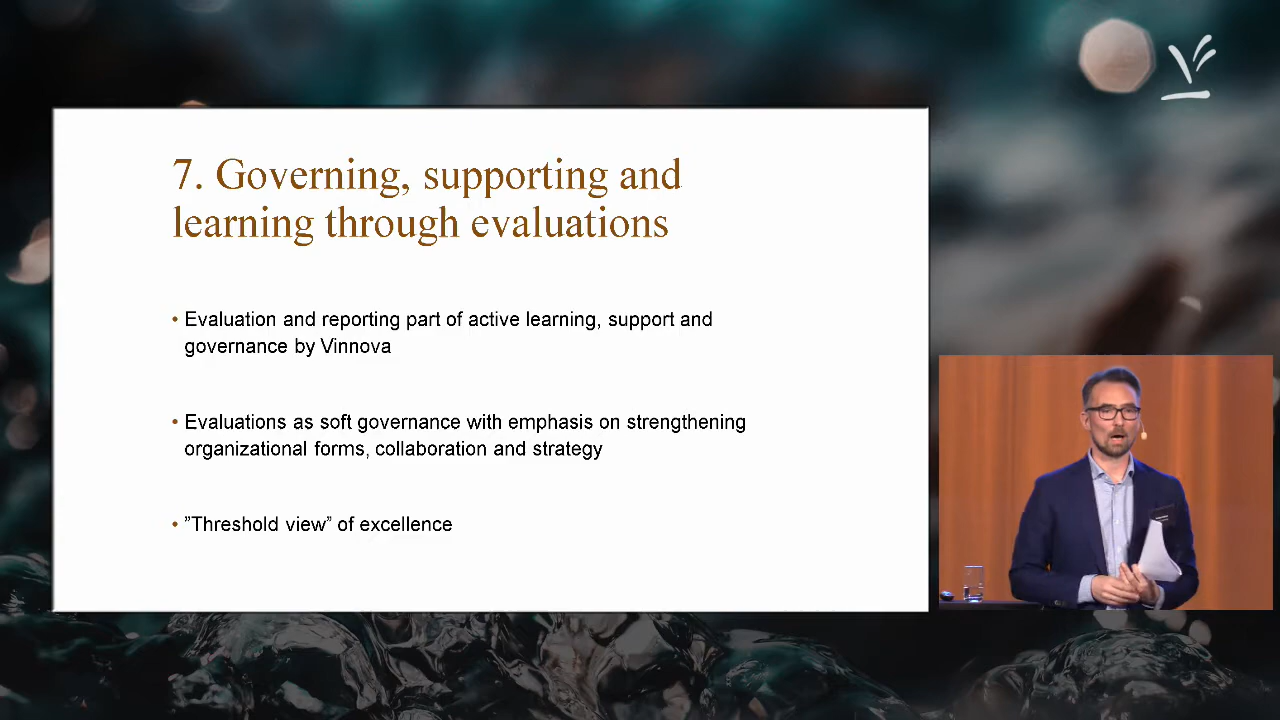 7. Governing, supporting and
learning through evaluations
• Evaluation and reporting part of active learning, support and
governance by Vinnova
• Evaluations as soft governance with emphasis on strengthening
organizational forms, collaboration and strategy
• ”Threshold view” of excellence